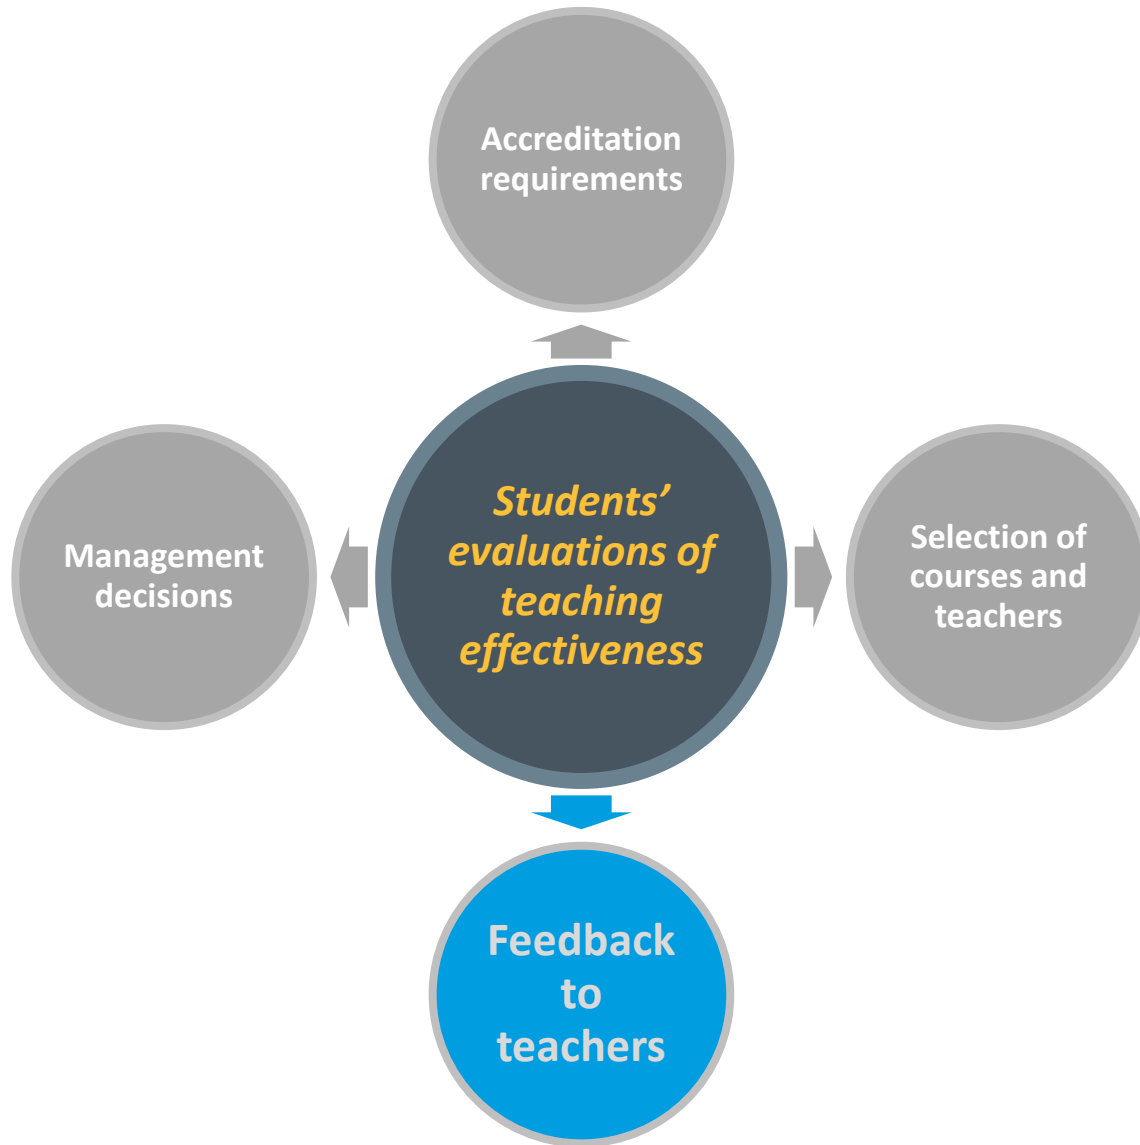 Accreditation
requirements
Management
decisions
Students’
evaluations of
teaching
effectiveness
Selection of
courses and
teachers
Feedback
to
teachers